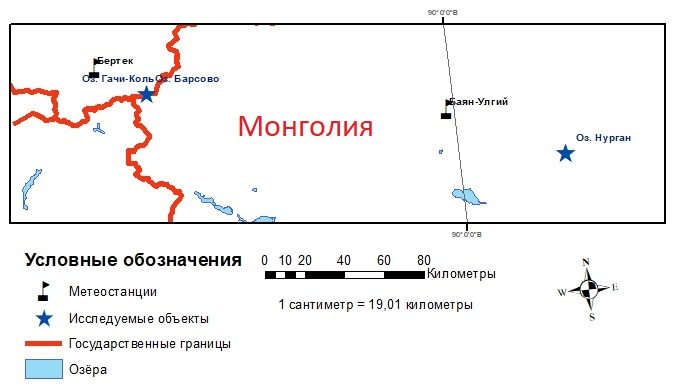 90°0'0"В
Бертек
Оз. Гачи-Коль Оз. Барсово
Баян-Улгий
Монголия
Оз. Нурган
90°0'0"В
Условные обозначения
Метеостанции
Исследуемые объекты
Государственные границы
Озёра
0 10 20 40 60 80
Километры
1 сантиметр = 19,01 километры
N
W E
S